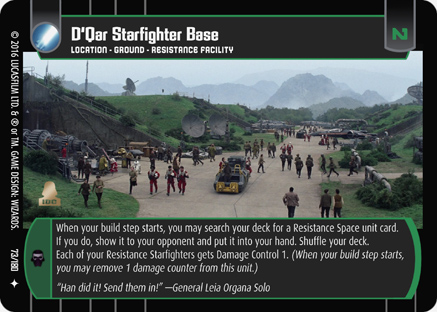 D'Qar Starfighter Base
N
LOCATION - GROUND - RESISTANCE FACILITY
When your build step starts, you may search your deck for a Resistance Space unit card.
If you do, show it to your opponent and put it into your hand. Shuffle your deck.
Each of your Resistance Starfighters gets Damage Control 1. (When your build step starts,
you may remove 1 damage counter from this unit.)
"Han did it! Send them in!" —General Leia Organa Solo
© 2016 LUCASFILM LTD. & ® or TM. GAME DESIGN: WIZARDS.
73/180